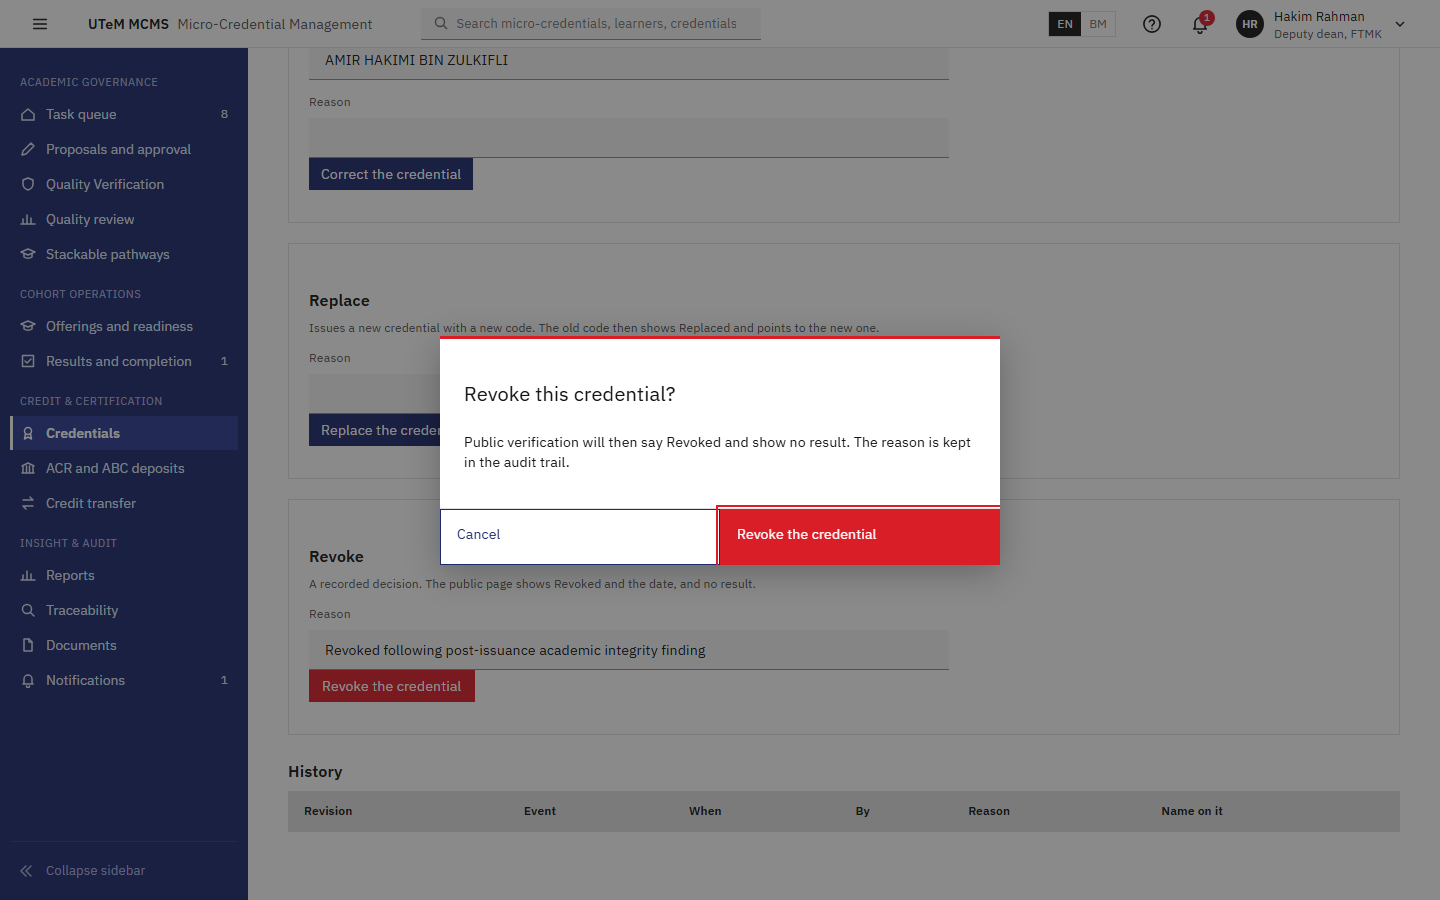 UTeM MCMS Micro-Credential Management
Search micro-credentials, learners, credentials
EN BM
1
HR
Hakim Rahman
Deputy dean, FTMK
ACADEMIC GOVERNANCE
Task queue 8
Proposals and approval
Quality Verification
Quality review
Stackable pathways
COHORT OPERATIONS
Offerings and readiness
Results and completion 1
CREDIT & CERTIFICATION
Credentials
ACR and ABC deposits
Credit transfer
INSIGHT & AUDIT
Reports
Traceability
Documents
Notifications 1
Collapse sidebar
AMIR HAKIMI BIN ZULKIFLI
Reason
Correct the credential
Replace
Issues a new credential with a new code. The old code then shows Replaced and points to the new one.
Reason
Replace the creden
Revoke this credential?
Public verification will then say Revoked and show no result. The reason is kept
in the audit trail.
Cancel
Revoke the credential
Revoke
A recorded decision. The public page shows Revoked and the date, and no result.
Reason
Revoked following post-issuance academic integrity finding
Revoke the credential
History
Revision Event When By Reason Name on it